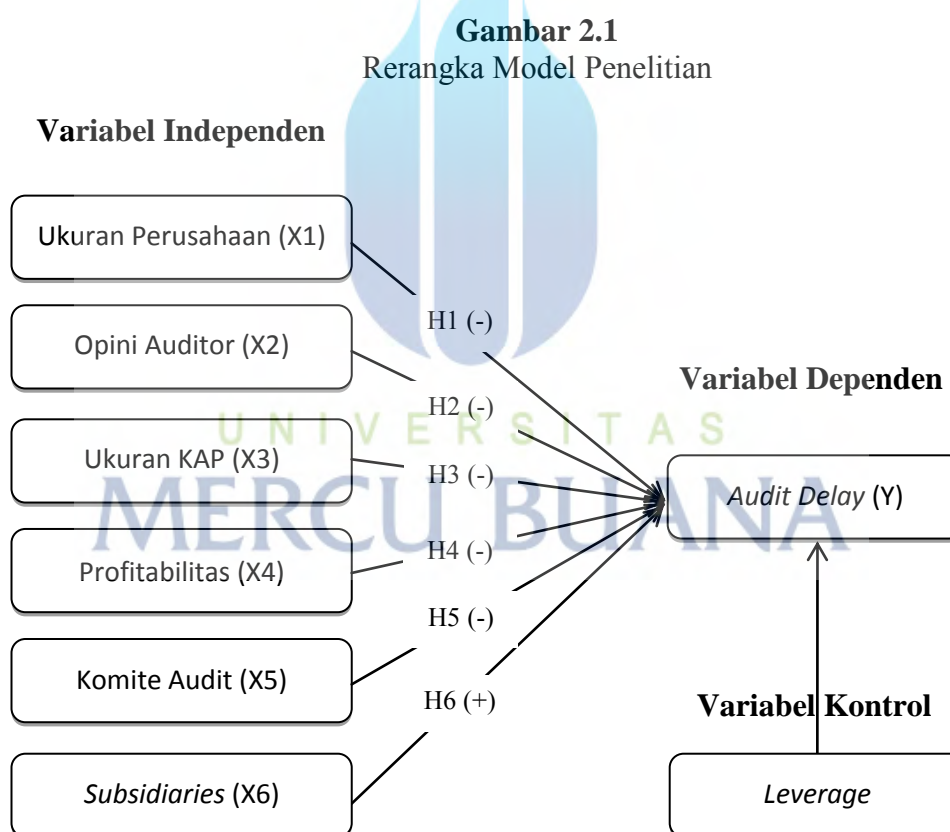 Gambar 2.1
Rerangka Model Penelitian
Variabel Independen
Ukuran Perusahaan (X1)
H1 (-)
Opini Auditor (X2)
Variabel Dependen
H2 (-)
UNIVERSITAS
Ukuran KAP (X3)
H3 (-)
Audit Delay (Y)
MERCU BUANA
H4 (-)
Profitabilitas (X4)
H5 (-)
Komite Audit (X5)
H6 (+)
Variabel Kontrol
Subsidiaries (X6)
Leverage